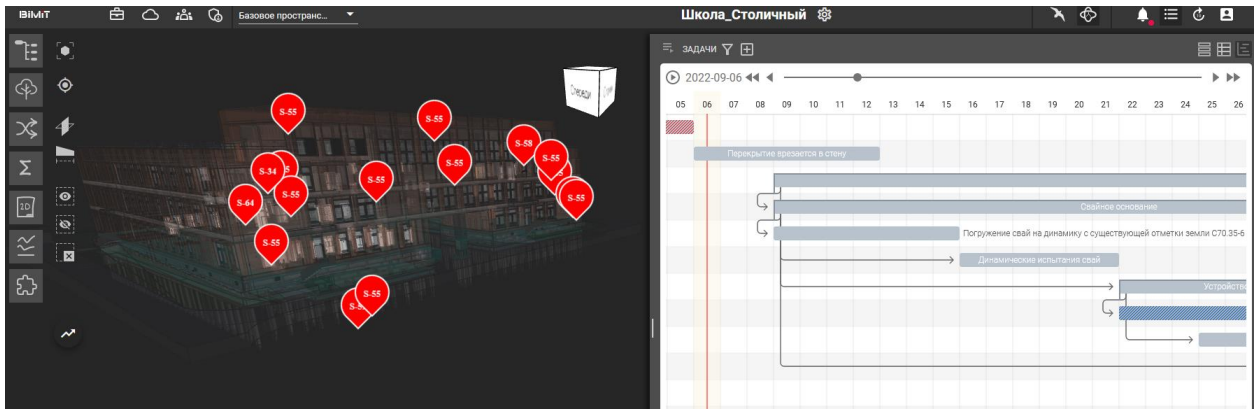 BIMIT
Базовое пространс...
Школа_Столичный
2D
Спереди
S-55
S-55
S-58
S-55
S-55
S-34
S-55
S-55
S-64
S-55
S-55
S-55
ЗАДАЧИ
2022-09-06
05 06 07 08 09 10 11 12 13 14 15 16 17 18 19 20 21 22 23 24 25 26
Перекрытие врезается в стену
Свайное основание
Погружение свай на динамику с существующей отметки земли С70.35-6
Динамические испытания свай
Устройство